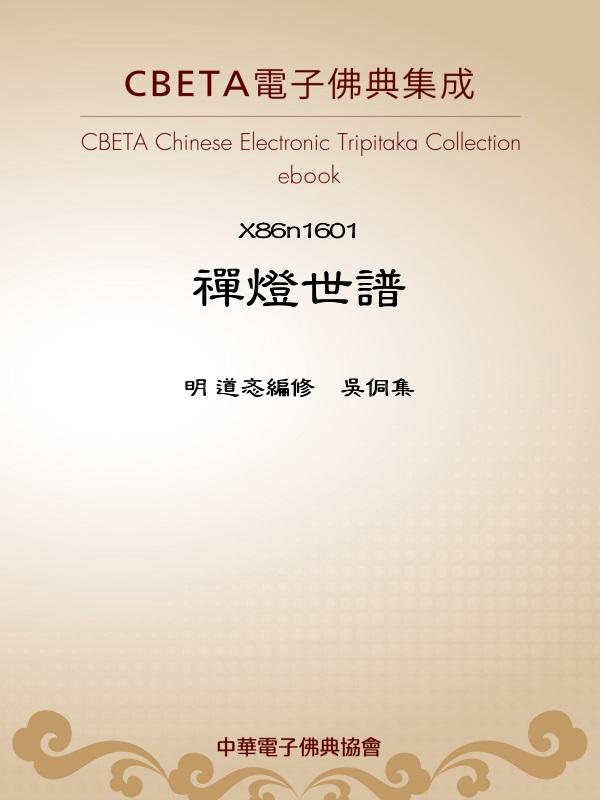 CBETA電子佛典集成
CBETA Chinese Electronic Tripitaka Collection
ebook
X86n1601
禪燈世譜
明 道忞編修　吳侗集
中華電子佛典協會